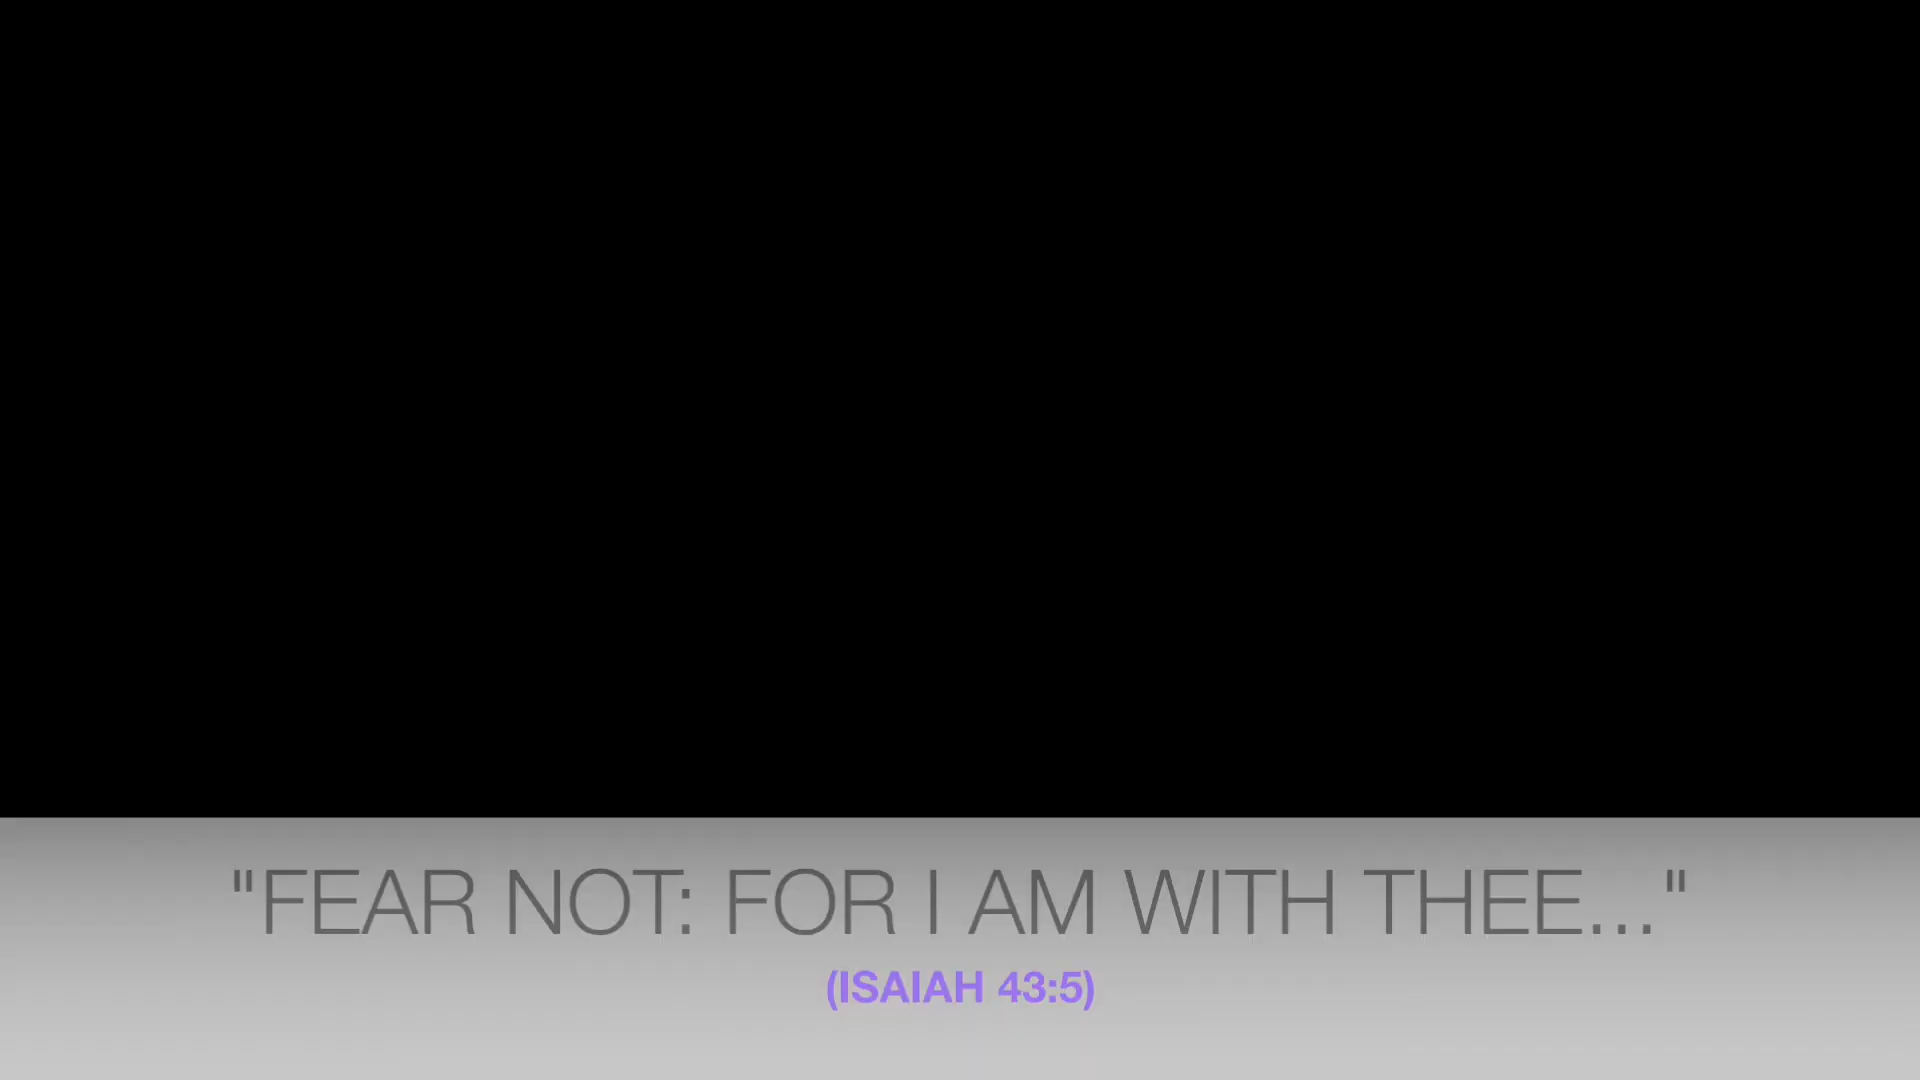 "FEAR NOT: FOR I AM WITH THEE..."
(ISAIAH 43:5)